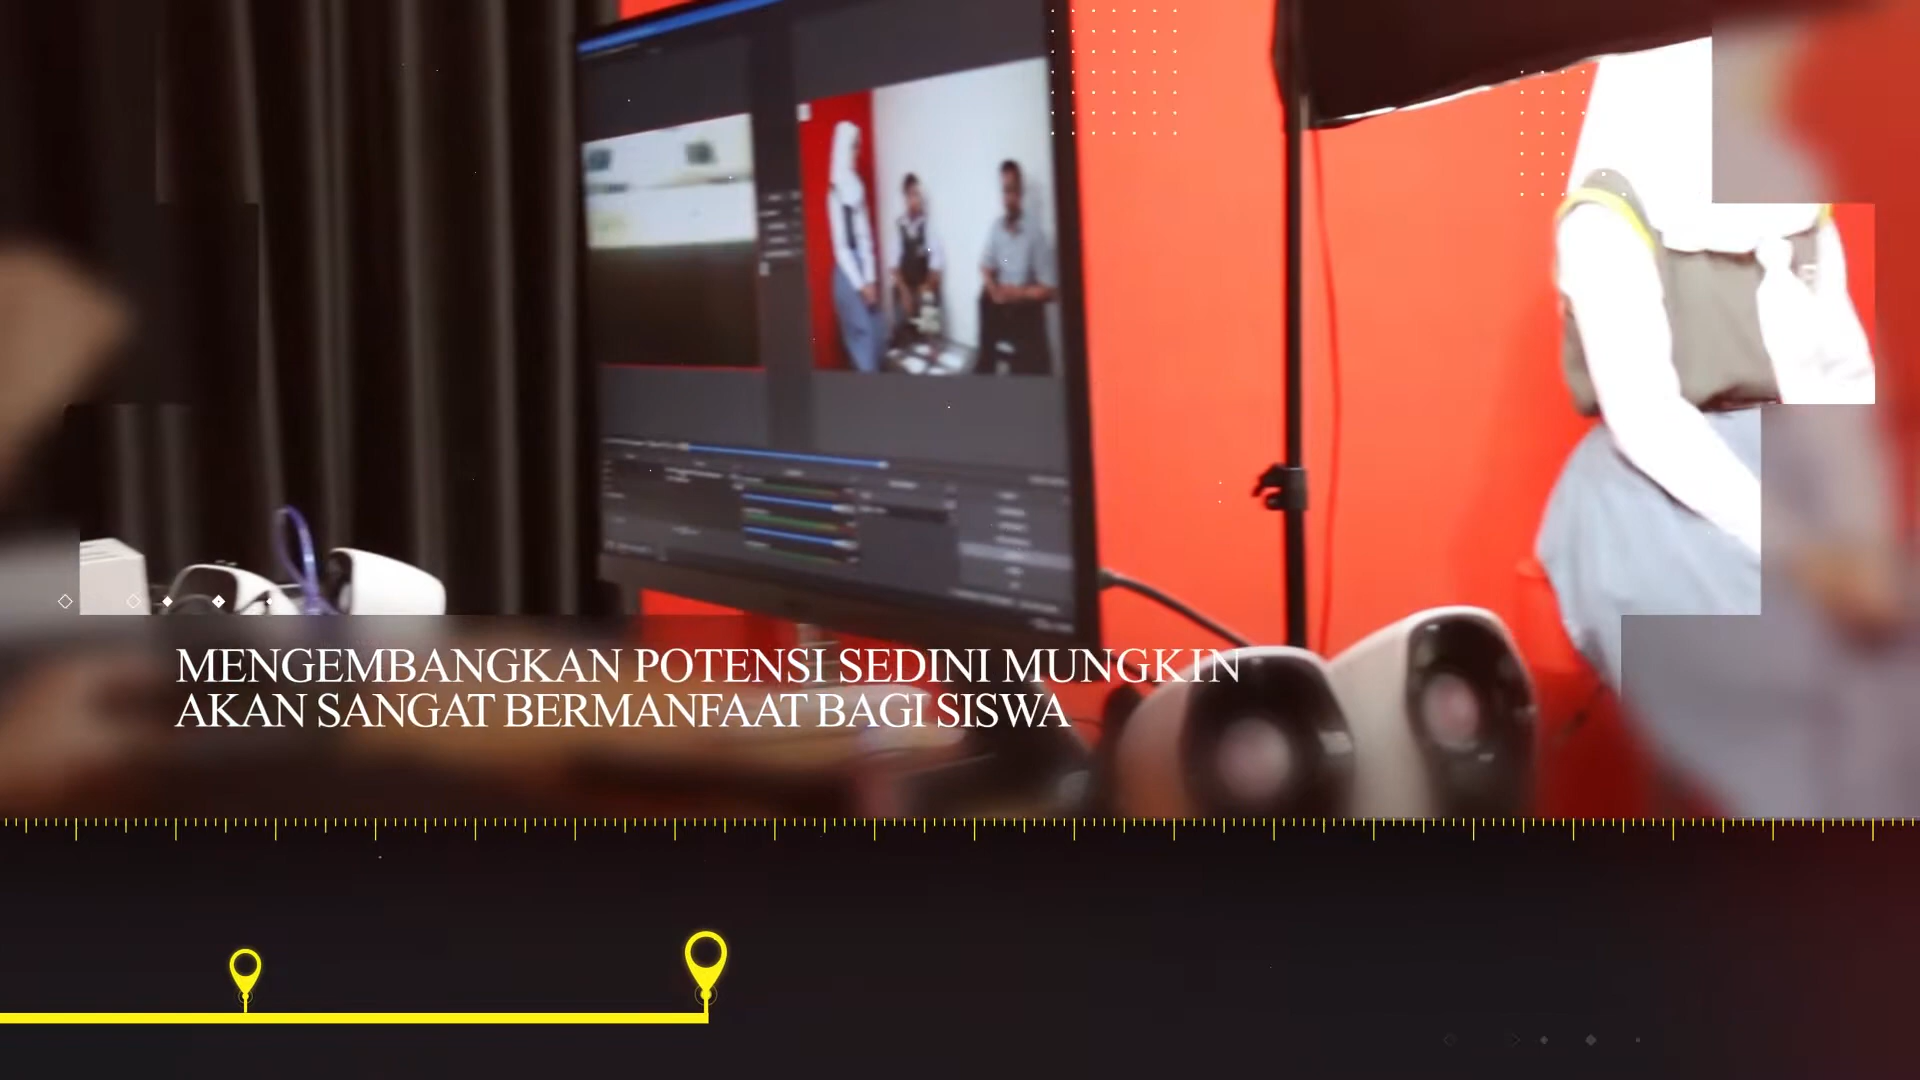 MENGEMBANGKAN POTENSI SEDINI MUNGKIN
AKAN SANGAT BERMANFAAT BAGI SISWA